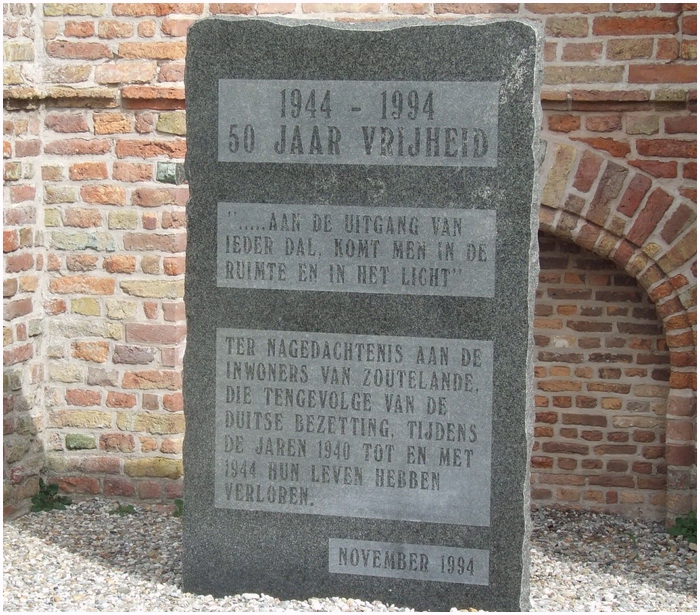 1944 - 1994
50 JAAR VRIJHEID
".....AAN DE UITGANG VAN
IEDER DAL, KOMT MEN IN DE
RUIMTE EN IN HET LICHT"
TER NAGEDACHTENIS AAN DE
INWONERS VAN ZOUTELANDE,
DIE TENGEVOLGE VAN DE
DUITSE BEZETTING, TIJDENS
DE JAREN 1940 TOT EN MET
1944 HUN LEVEN HEBBEN
VERLOREN.
NOVEMBER 1994